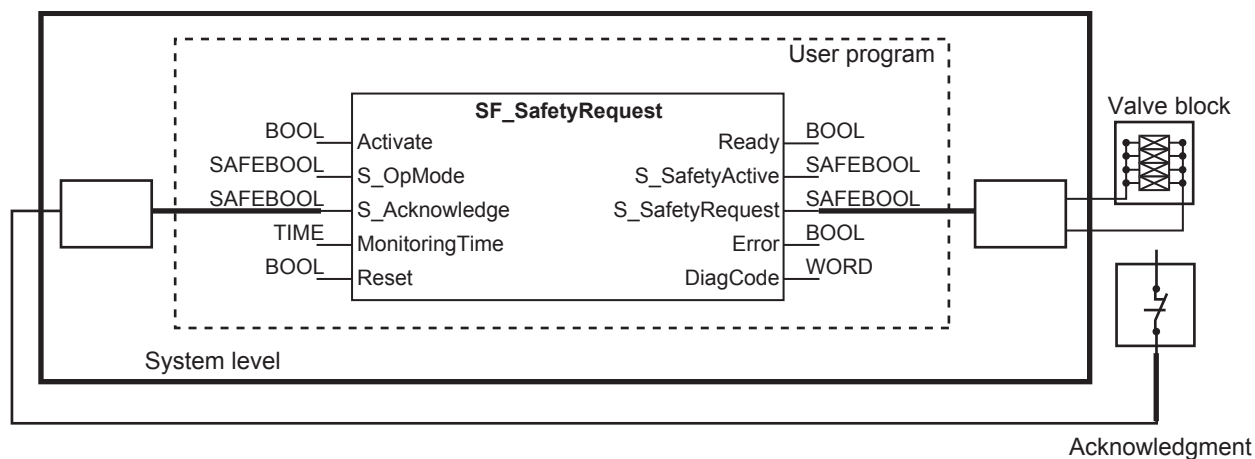 User program
SF_SafetyRequest
Valve block
BOOL Activate Ready BOOL
SAFEBOOL S_OpMode S_SafetyActive SAFEBOOL
SAFEBOOL S_Acknowledge S_SafetyRequest SAFEBOOL
TIME MonitoringTime Error BOOL
BOOL Reset DiagCode WORD
System level
Acknowledgment